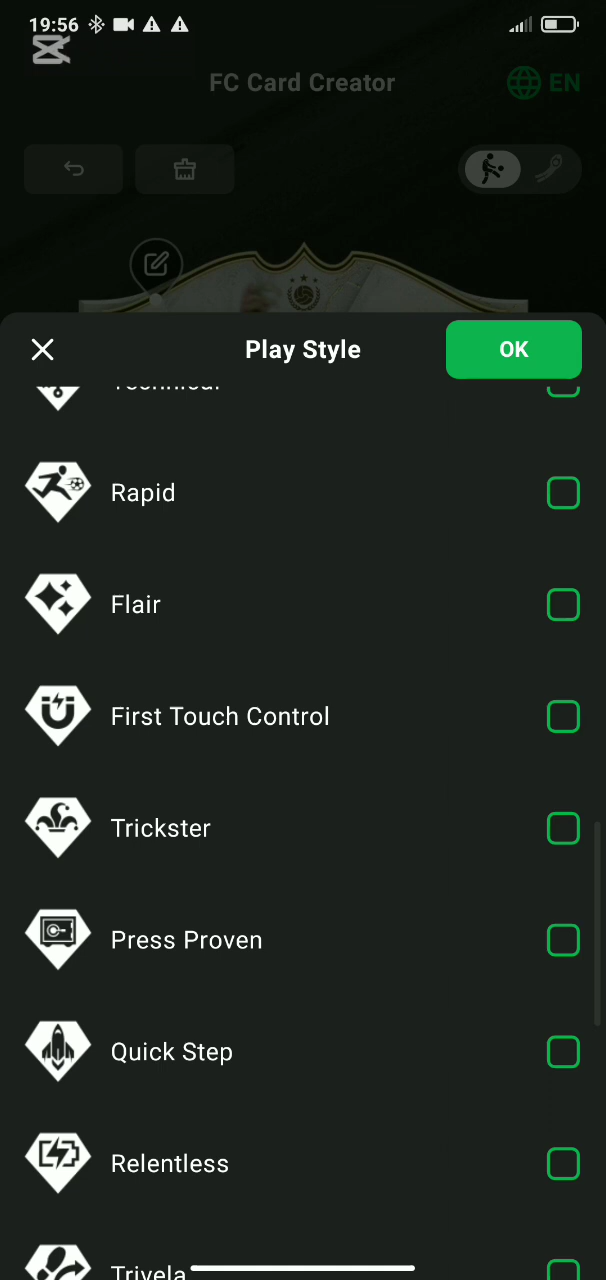 19:56
FC Card Creator
EN
Play Style
OK
Technical
Rapid
Flair
First Touch Control
Trickster
Press Proven
Quick Step
Relentless
Trivela